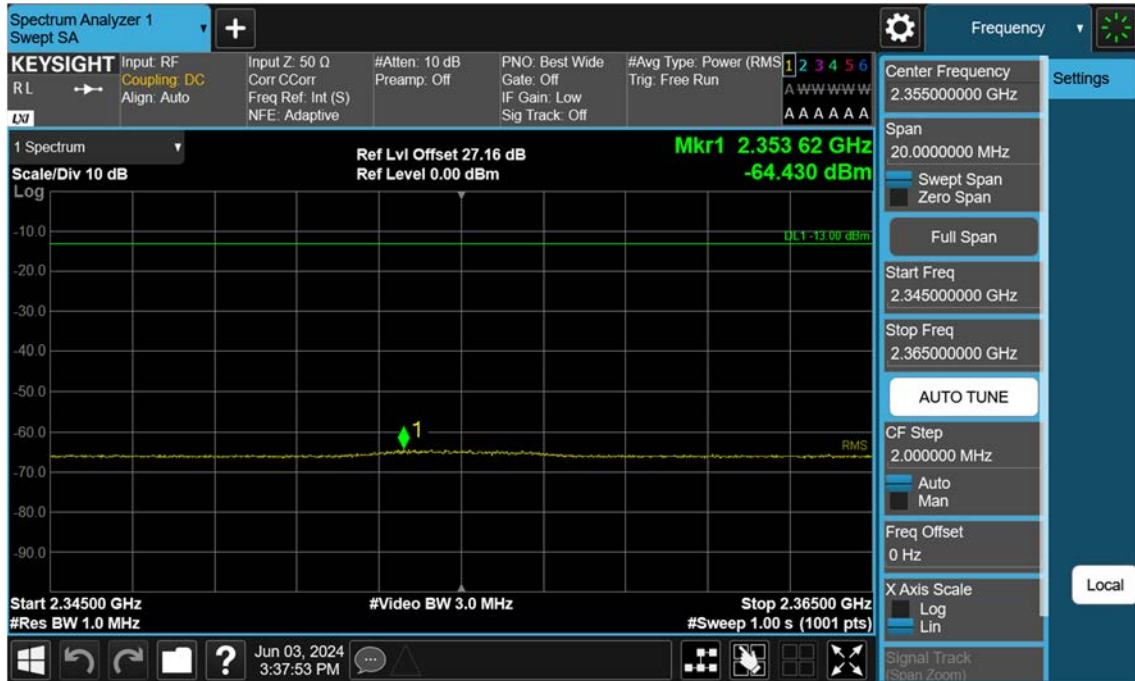 Spectrum Analyzer 1
Swept SA
Frequency
KEYSIGHT
RL
LXI
Input: RF
Coupling: DC
Align: Auto
Input Z: 50 Ω
Corr CCorr
Freq Ref: Int (S)
NFE: Adaptive
#Atten: 10 dB
Preamp: Off
PNO: Best Wide
Gate: Off
IF Gain: Low
Sig Track: Off
#Avg Type: Power (RMS
Trig: Free Run
1 2 3 4 5 6
A W W W W W
A A A A A A
1 Spectrum
Scale/Div 10 dB
Ref Lvl Offset 27.16 dB
Ref Level 0.00 dBm
Mkr1 2.353 62 GHz
-64.430 dBm
Log
-10.0
DL1 -13.00 dBm
-20.0
-30.0
-40.0
-50.0
-60.0
1
RMS
-70.0
-80.0
-90.0
Start 2.34500 GHz
#Video BW 3.0 MHz
Stop 2.36500 GHz
#Res BW 1.0 MHz
#Sweep 1.00 s (1001 pts)
?
Jun 03, 2024
3:37:53 PM
Center Frequency
2.355000000 GHz
Settings
Span
20.0000000 MHz
Swept Span
Zero Span
Full Span
Start Freq
2.345000000 GHz
Stop Freq
2.365000000 GHz
AUTO TUNE
CF Step
2.000000 MHz
Auto
Man
Freq Offset
0 Hz
X Axis Scale
Log
Lin
Local
Signal Track
(Span Zoom)